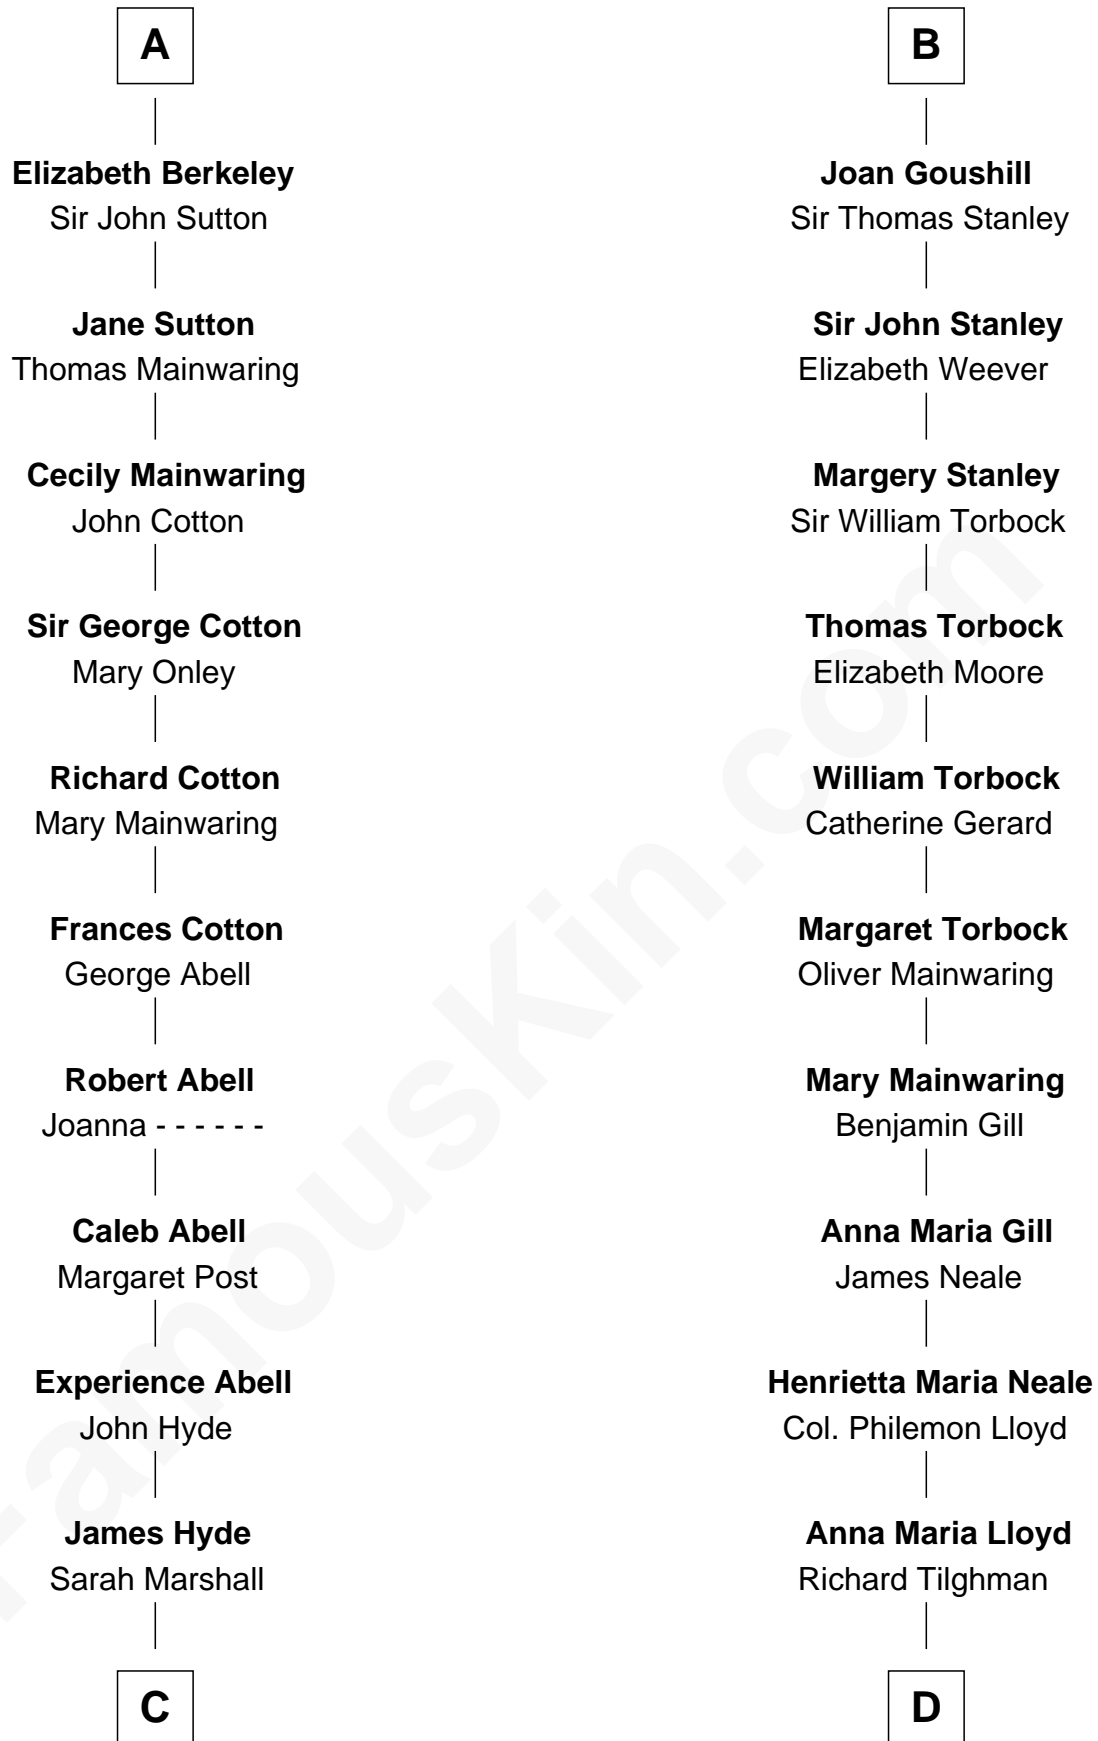 A
Elizabeth Berkeley
Sir John Sutton
Jane Sutton
Thomas Mainwaring
Cecily Mainwaring
John Cotton
Sir George Cotton
Mary Onley
Richard Cotton
Mary Mainwaring
Frances Cotton
George Abell
Robert Abell
Joanna - - - - - -
Caleb Abell
Margaret Post
Experience Abell
John Hyde
James Hyde
Sarah Marshall
C
B
Joan Goushill
Sir Thomas Stanley
Sir John Stanley
Elizabeth Weever
Margery Stanley
Sir William Torbock
Thomas Torbock
Elizabeth Moore
William Torbock
Catherine Gerard
Margaret Torbock
Oliver Mainwaring
Mary Mainwaring
Benjamin Gill
Anna Maria Gill
James Neale
Henrietta Maria Neale
Col. Philemon Lloyd
Anna Maria Lloyd
Richard Tilghman
D
FamousKin.com